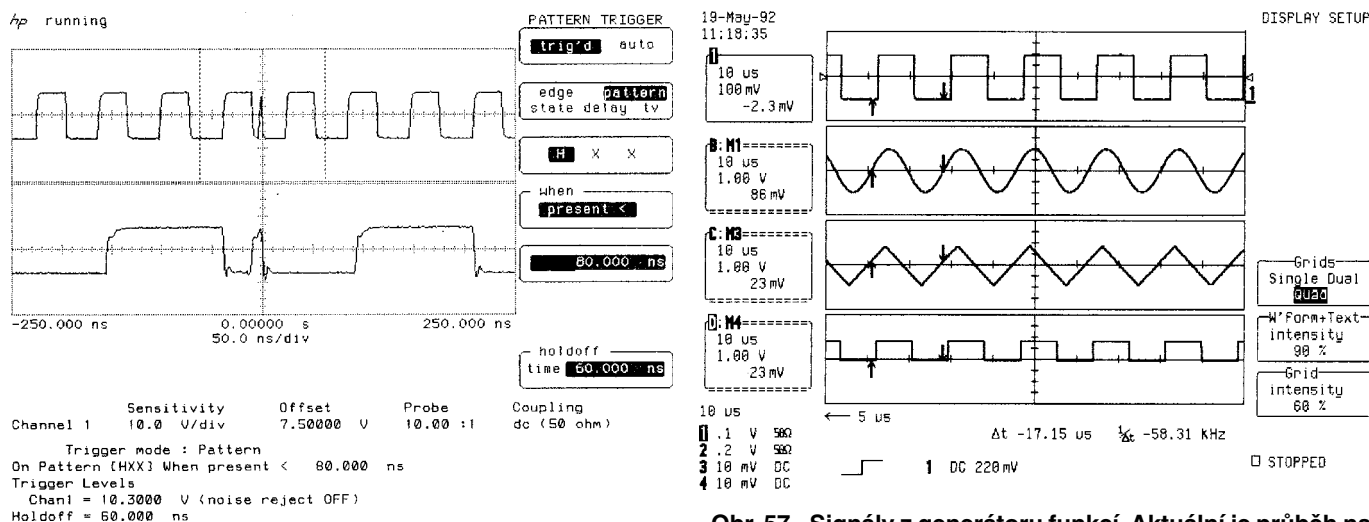 hp running
PATTERN TRIGGER
trig'd auto
edge pattern
state delay tv
H X X
when
present <
80.000 ns
holdoff
time 60.000 ns
-250.000 ns 0.00000 s 250.000 ns
50.0 ns/div
Sensitivity Offset Probe Coupling
Channel 1 10.0 V/div 7.50000 V 10.00 :1 dc (50 ohm)
Trigger mode : Pattern
On Pattern [HXX] When present < 80.000 ns
Trigger Levels
Chan1 = 10.3000 V (noise reject OFF)
Holdoff = 60.000 ns
19-May-92
11:18:35
DISPLAY SETUP
1
10 us
100 mV
-2.3 mV
1
B: M1
10 us
1.00 V
86 mV
C: M3
10 us
1.00 V
23 mV
D: M4
10 us
1.00 V
23 mV
Grids
Single Dual
Quad
W'form+Text
intensity
90 %
Grid
intensity
60 %
10 us
← 5 us
1 .1 V 50Ω
2 .2 V 50Ω
3 10 mV DC
4 10 mV DC
Δt -17.15 us 1/Δt -58.31 KHz
1 DC 220 mV
STOPPED
Obr. 57. Signály z generátoru funkcí. Aktuální je průběh